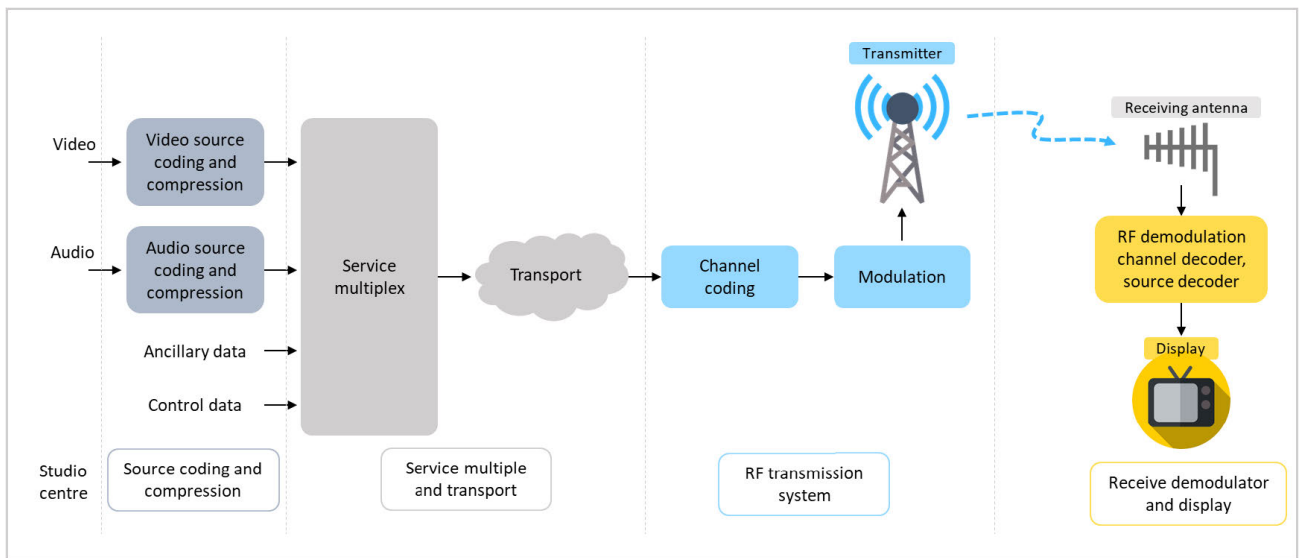 Transmitter
Receiving antenna
Video
Video source
coding and
compression
Audio
Audio source
coding and
compression
Service
multiplex
Transport
Channel
coding
Modulation
RF demodulation
channel decoder,
source decoder
Ancillary data
Control data
Display
Studio
centre
Source coding and
compression
Service multiple
and transport
RF transmission
system
Receive demodulator
and display